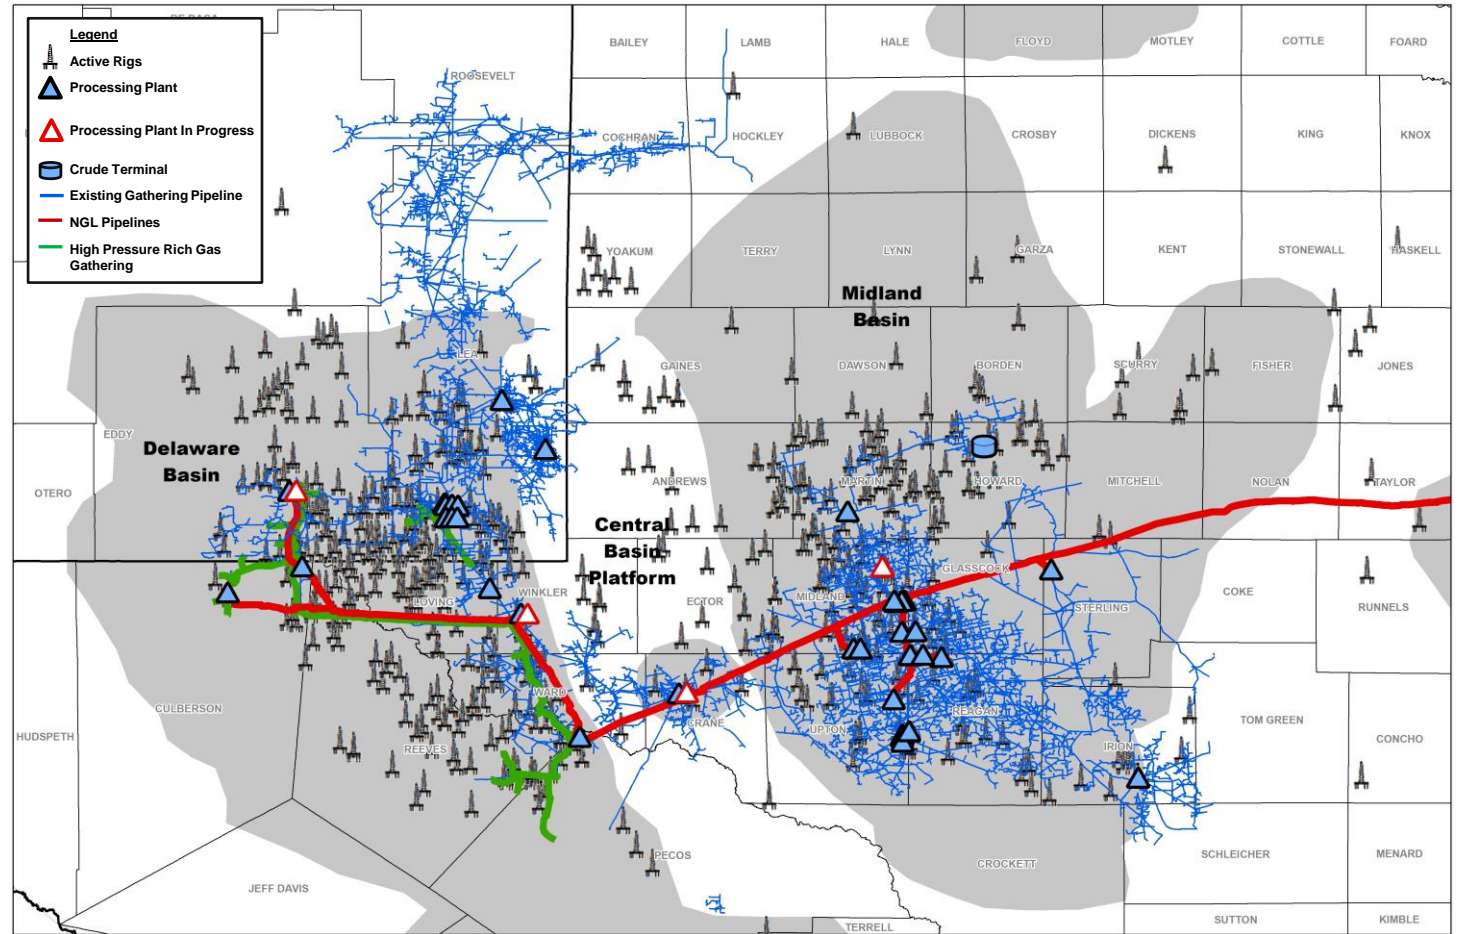 Legend
Active Rigs
Processing Plant
Processing Plant In Progress
Crude Terminal
Existing Gathering Pipeline
NGL Pipelines
High Pressure Rich Gas
Gathering
ROOSEVELT
BAILEY
LAMB
HALE
FLOYD
MOTLEY
COTTLE
FOARD
COCHRAN
HOCKLEY
LUBBOCK
CROSBY
DICKENS
KING
KNOX
YOAKUM
TERRY
LYNN
GARZA
KENT
STONEWALL
HASKELL
Midland
Basin
LEA
GAINES
DAWSON
BORDEN
SCURRY
FISHER
JONES
EDDY
Delaware
Basin
OTERO
ANDREWS
MARTIN
HOWARD
MITCHELL
NOLAN
TAYLOR
Central
Basin
Platform
LOVING
WINKLER
ECTOR
MIDLAND
GLASSCOCK
STERLING
COKE
RUNNELS
CULBERSON
HUDSPETH
REEVES
WARD
CRANE
UPTON
REAGAN
IRION
TOM GREEN
CONCHO
JEFF DAVIS
PECOS
CROCKETT
SCHLEICHER
MENARD
TERRELL
SUTTON
KIMBLE